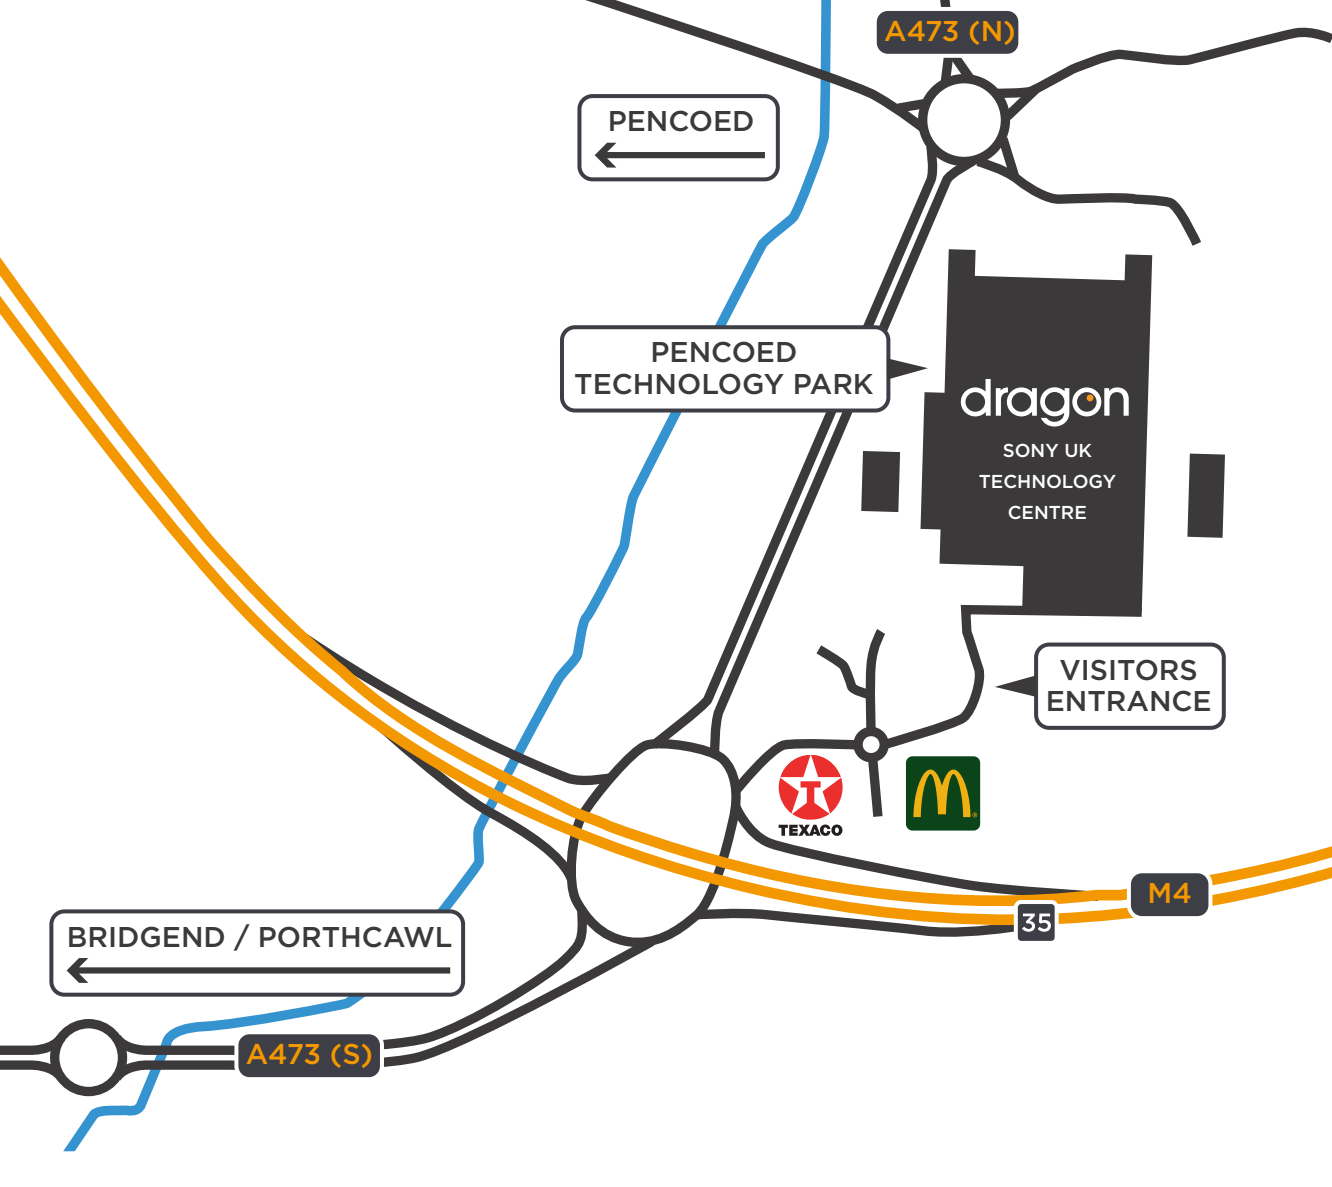 A473 (N)
PENCOED
PENCOED
TECHNOLOGY PARK
dragon
SONY UK
TECHNOLOGY
CENTRE
VISITORS
ENTRANCE
T
TEXACO
M
M4
35
BRIDGEND / PORTHCAWL
A473 (S)